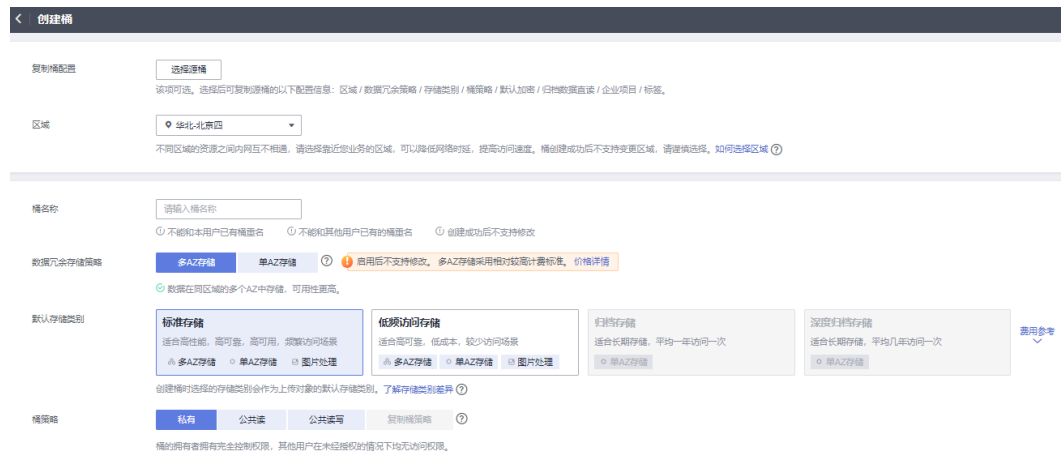 创建桶
复制桶配置
选择源桶
该项可选。选择后可复制源桶的以下配置信息：区域 / 数据冗余策略 / 存储类别 / 桶策略 / 默认加密 / 归档数据直读 / 企业项目 / 标签。
区域
华北-北京四
不同区域的资源之间内网互不相通，请选择靠近您业务的区域，可以降低网络时延，提高访问速度。桶创建成功后不支持变更区域，请谨慎选择。如何选择区域
桶名称
请输入桶名称
不能和本用户已有桶重名 不能和其他用户已有的桶重名 创建成功后不支持修改
数据冗余存储策略
多AZ存储 单AZ存储 启用后不支持修改。 多AZ存储采用相对较高计费标准。 价格详情
数据在同区域的多个AZ中存储，可用性更高。
默认存储类别
标准存储 低频访问存储 归档存储 深度归档存储
适合高性能，高可靠，高可用，频繁访问场景 适合高可靠，低成本，较少访问场景 适合长期存储，平均一年访问一次 适合长期存储，平均几年访问一次
费用参考
多AZ存储 单AZ存储 图片处理 多AZ存储 单AZ存储 图片处理 单AZ存储 单AZ存储
创建桶时选择的存储类别会作为上传对象的默认存储类别。了解存储类别差异
桶策略
私有 公共读 公共读写 复制桶策略
桶的拥有者拥有完全控制权限，其他用户在未经授权的情况下均无访问权限。